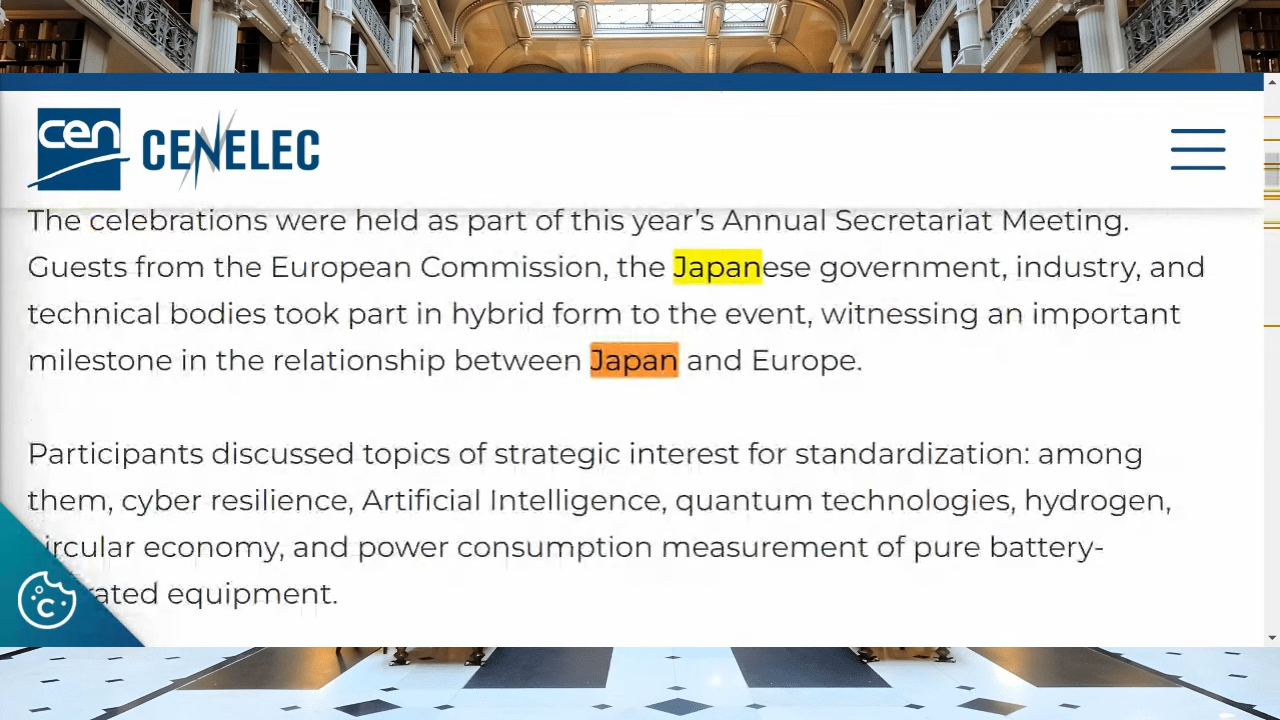 cen CENELEC
The celebrations were held as part of this year’s Annual Secretariat Meeting.
Guests from the European Commission, the Japanese government, industry, and
technical bodies took part in hybrid form to the event, witnessing an important
milestone in the relationship between Japan and Europe.
Participants discussed topics of strategic interest for standardization: among
them, cyber resilience, Artificial Intelligence, quantum technologies, hydrogen,
circular economy, and power consumption measurement of pure battery-
rated equipment.